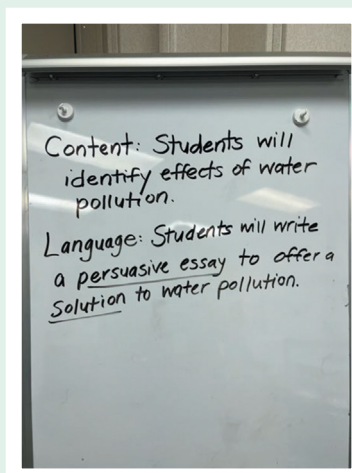 Content: Students will
identify effects of water
pollution.
Language: Students will write
a persuasive essay to offer a
solution to water pollution.